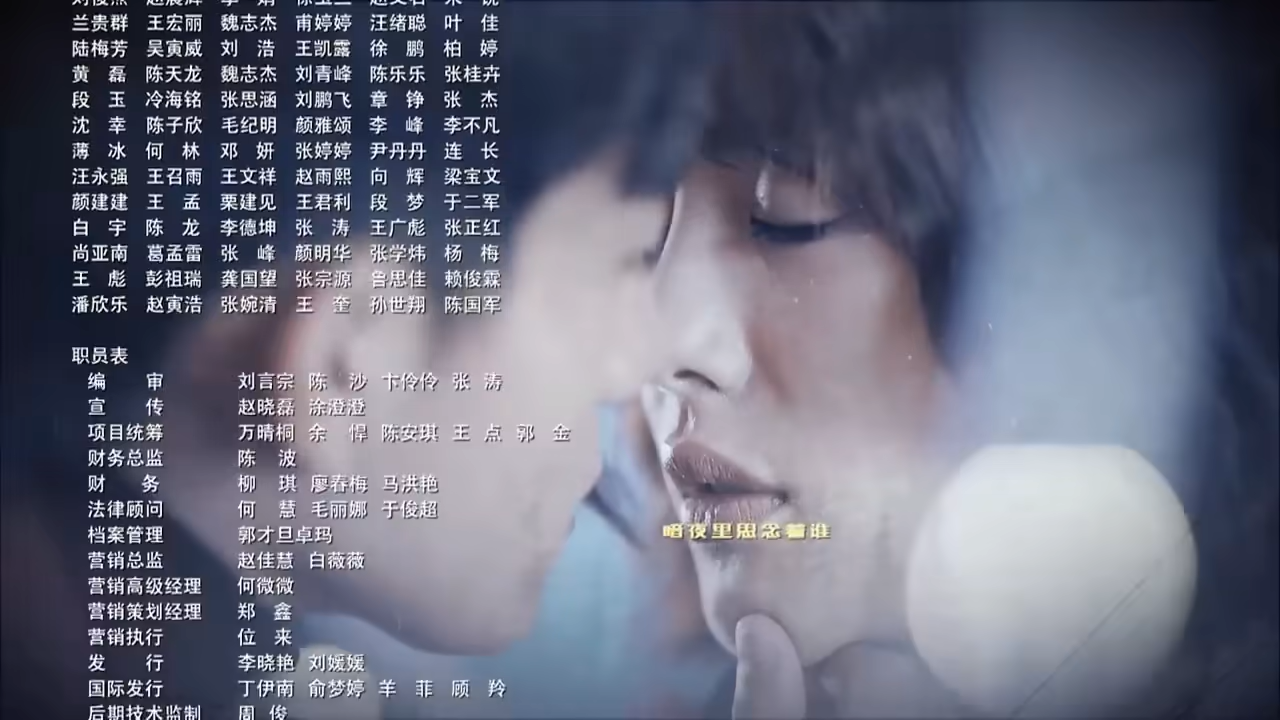 兰贵群 王宏丽 魏志杰 甫婷婷 汪绪聪 叶 佳
陆梅芳 吴寅威 刘 浩 王凯露 徐 鹏 柏 婷
黄 磊 陈天龙 魏志杰 刘青峰 陈乐乐 张桂卉
段 玉 冷海铭 张思涵 刘鹏飞 章 铮 张 杰
沈 幸 陈子欣 毛纪明 颜雅颂 李 峰 李不凡
薄 冰 何 林 邓 妍 张婷婷 尹丹丹 连 长
汪永强 王召雨 王文祥 赵雨熙 向 辉 梁宝文
颜建建 王 孟 栗建见 王君利 段 梦 于二军
白 宇 陈 龙 李德坤 张 涛 王广彪 张正红
尚亚南 葛孟雷 张 峰 颜明华 张学炜 杨 梅
王 彪 彭祖瑞 龚国望 张宗源 鲁思佳 赖俊霖
潘欣乐 赵寅浩 张婉清 王 奎 孙世翔 陈国军
职员表
编 审 刘言宗 陈 沙 卞伶伶 张 涛
宣 传 赵晓磊 涂澄澄
项目统筹 万晴桐 余 悍 陈安琪 王 点 郭 金
财务总监 陈 波
财 务 柳 琪 廖春梅 马洪艳
法律顾问 何 慧 毛丽娜 于俊超
暗夜里思念着谁
档案管理 郭才旦卓玛
营销总监 赵佳慧 白薇薇
营销高级经理 何微微
营销策划经理 郑 鑫
营销执行 位 来
发 行 李晓艳 刘媛媛
国际发行 丁伊南 俞梦婷 羊 菲 顾 羚
后期技术监制 周 俊